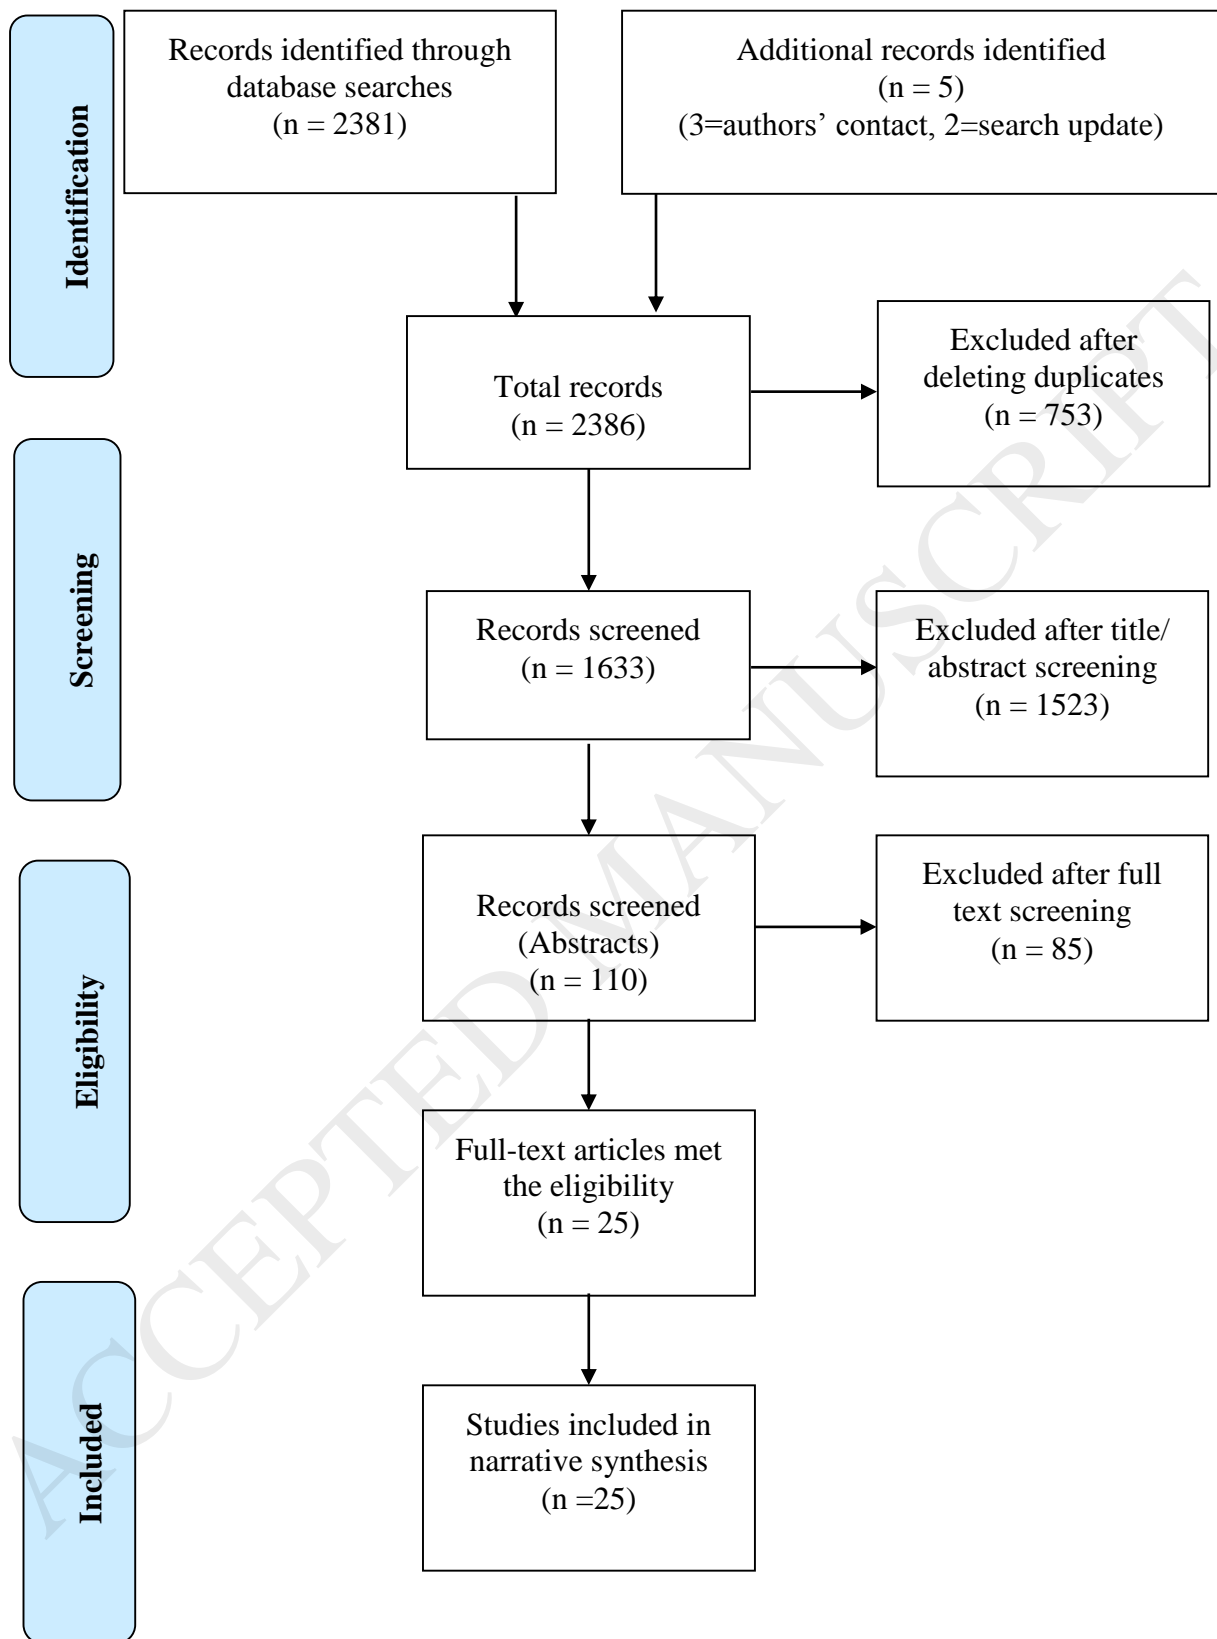 Identification
Records identified through
database searches
(n = 2381)
Additional records identified
(n = 5)
(3=authors’ contact, 2=search update)
Total records
(n = 2386)
Excluded after
deleting duplicates
(n = 753)
Screening
Records screened
(n = 1633)
Excluded after title/
abstract screening
(n = 1523)
Eligibility
Records screened
(Abstracts)
(n = 110)
Excluded after full
text screening
(n = 85)
Full-text articles met
the eligibility
(n = 25)
Included
Studies included in
narrative synthesis
(n =25)
ACCEPTED MANUSCRIPT